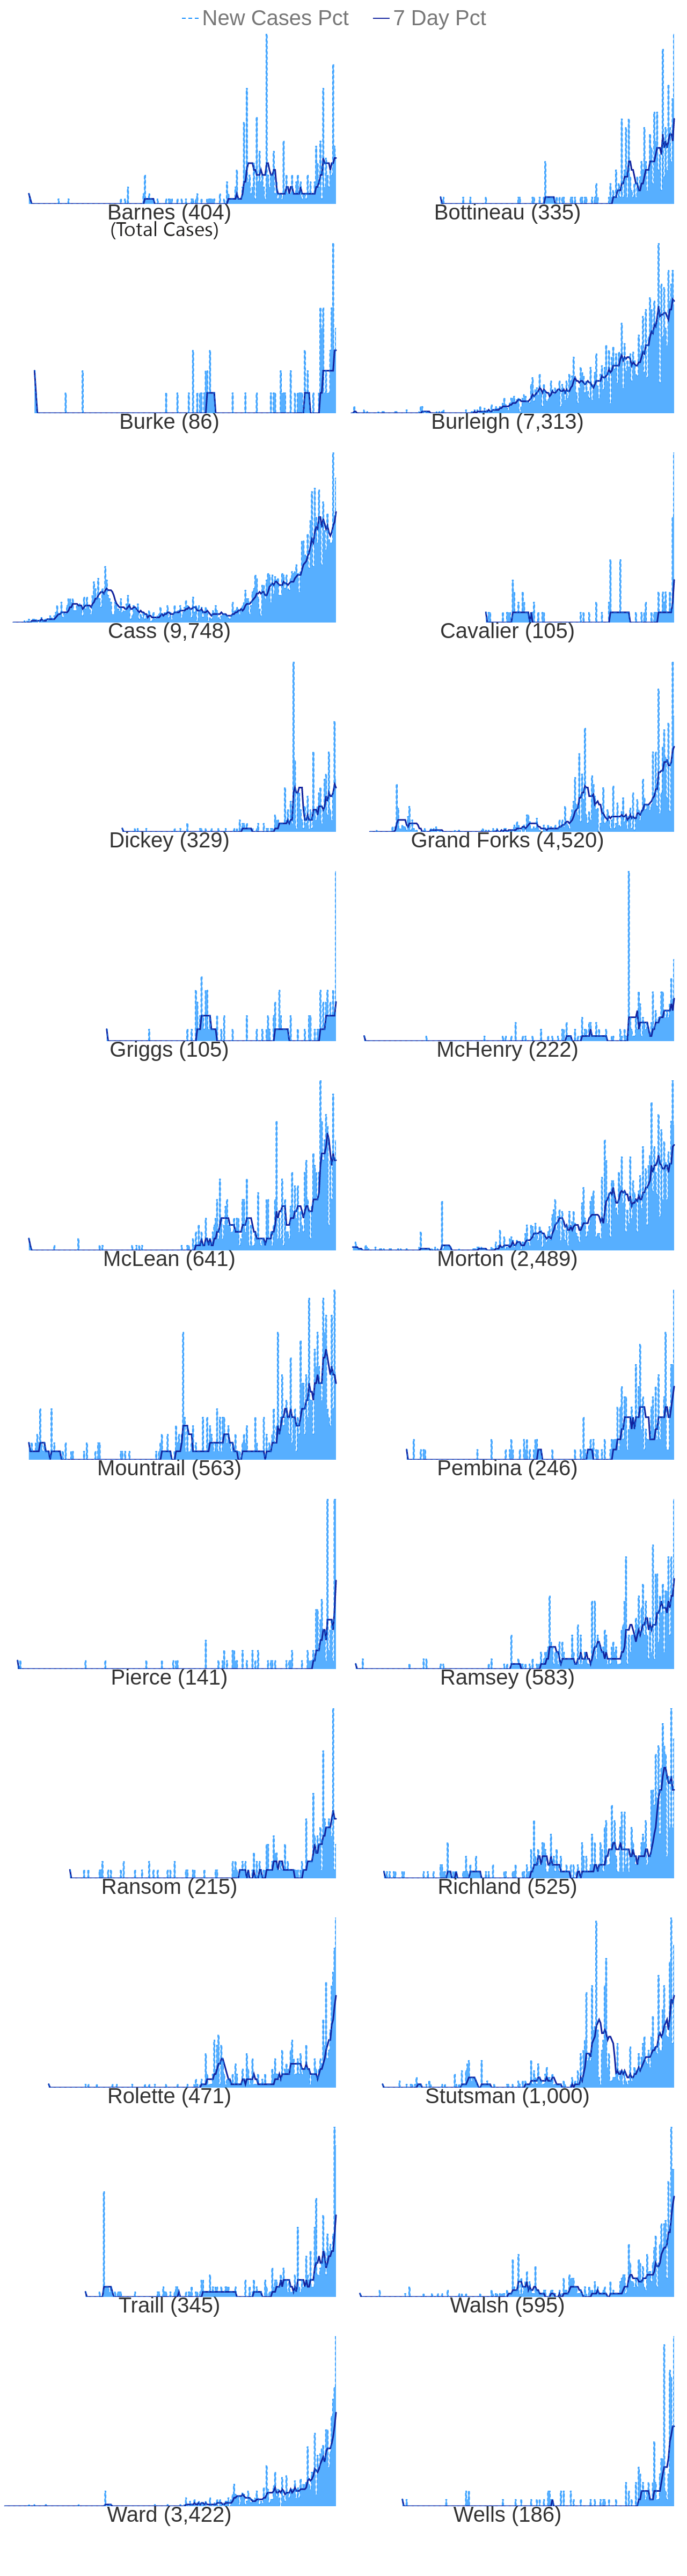 New Cases Pct 7 Day Pct
Barnes (404) Bottineau (335)
(Total Cases)
Burke (86) Burleigh (7,313)
Cass (9,748) Cavalier (105)
Dickey (329) Grand Forks (4,520)
Griggs (105) McHenry (222)
McLean (641) Morton (2,489)
Mountrail (563) Pembina (246)
Pierce (141) Ramsey (583)
Ransom (215) Richland (525)
Rolette (471) Stutsman (1,000)
Traill (345) Walsh (595)
Ward (3,422) Wells (186)